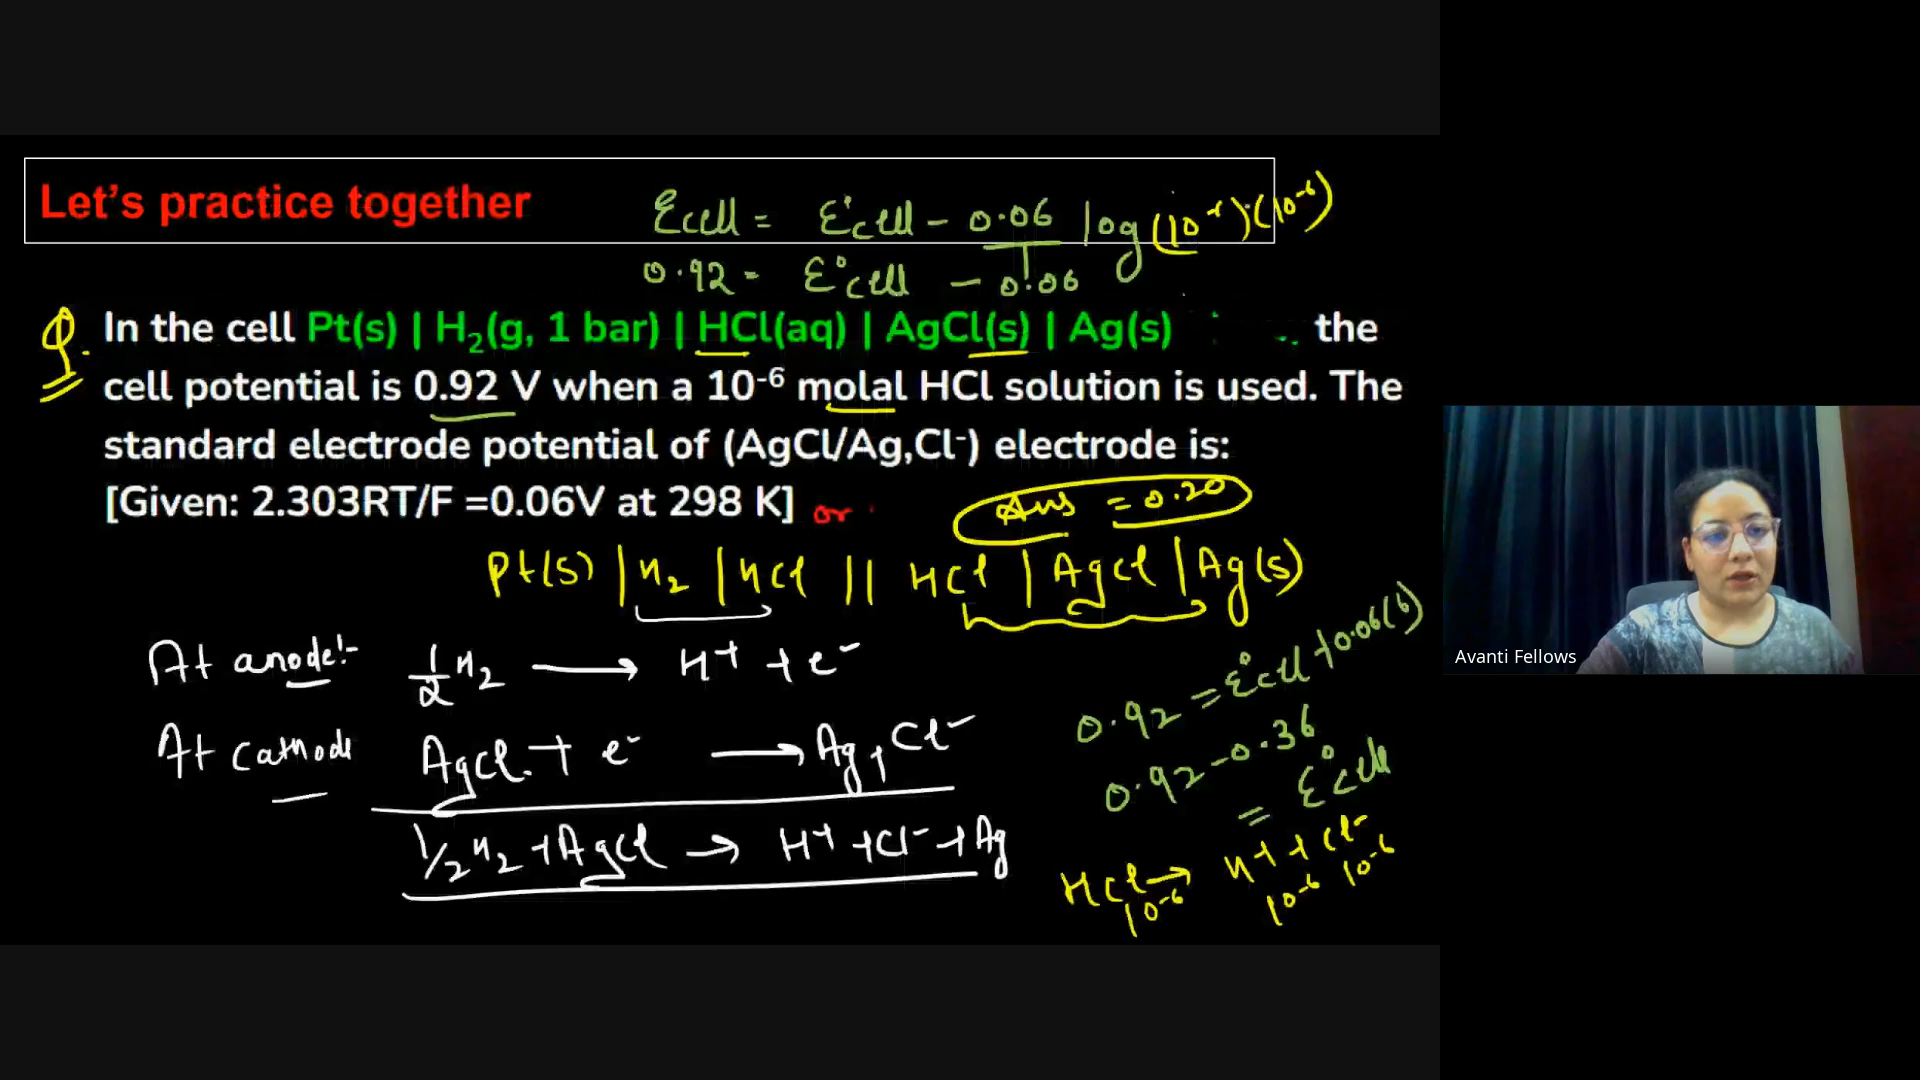 Let's practice together
Ecell = E°cell - 0.06/1 log (10⁻⁶)·(10⁻⁶)
0.92 = E°cell - 0.06
Q. In the cell Pt(s) | H₂(g, 1 bar) | HCl(aq) | AgCl(s) | Ag(s) the
cell potential is 0.92 V when a 10⁻⁶ molal HCl solution is used. The
standard electrode potential of (AgCl/Ag,Cl⁻) electrode is:
[Given: 2.303RT/F =0.06V at 298 K] or
Ans = 0.20
Pt(s) | H₂ | HCl || HCl | AgCl | Ag(s)
At anode:- 1/2 H₂ → H⁺ + e⁻
At cathode AgCl + e⁻ → Ag + Cl⁻
1/2 H₂ + AgCl → H⁺ + Cl⁻ + Ag
0.92 = E°cell + 0.06(6)
0.92 - 0.36
= E°cell
HCl → H⁺ + Cl⁻
10⁻⁶ 10⁻⁶ 10⁻⁶
Avanti Fellows